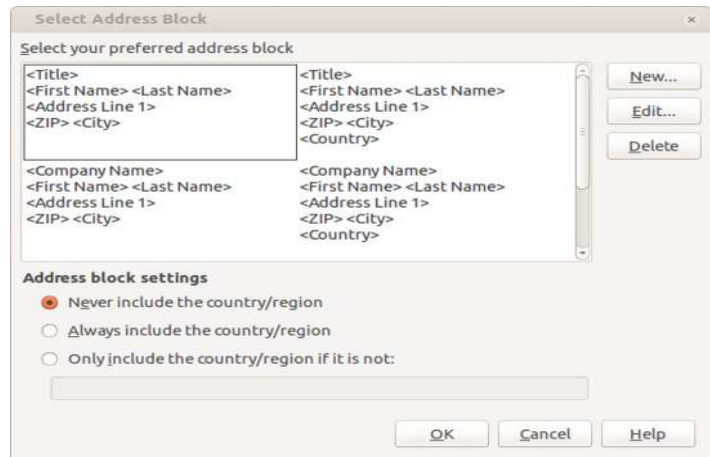 Select Address Block
Select your preferred address block
<Title>
<First Name> <Last Name>
<Address Line 1>
<ZIP> <City>
<Title>
<First Name> <Last Name>
<Address Line 1>
<ZIP> <City>
<Country>
<Company Name>
<First Name> <Last Name>
<Address Line 1>
<ZIP> <City>
<Company Name>
<First Name> <Last Name>
<Address Line 1>
<ZIP> <City>
<Country>
New...
Edit...
Delete
Address block settings
Never include the country/region
Always include the country/region
Only include the country/region if it is not:
OK
Cancel
Help